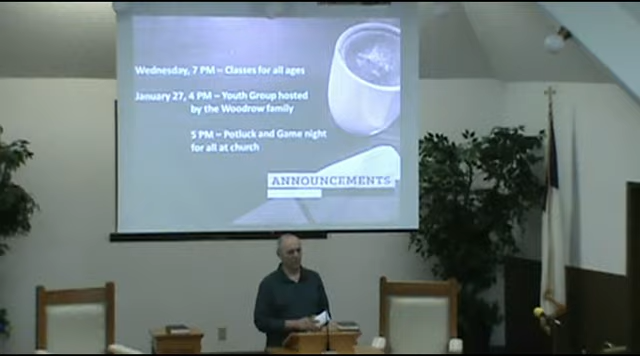 Wednesday, 7 PM – Classes for all ages
January 27, 4 PM – Youth Group hosted
by the Woodrow family
5 PM – Potluck and Game night
for all at church
ANNOUNCEMENTS